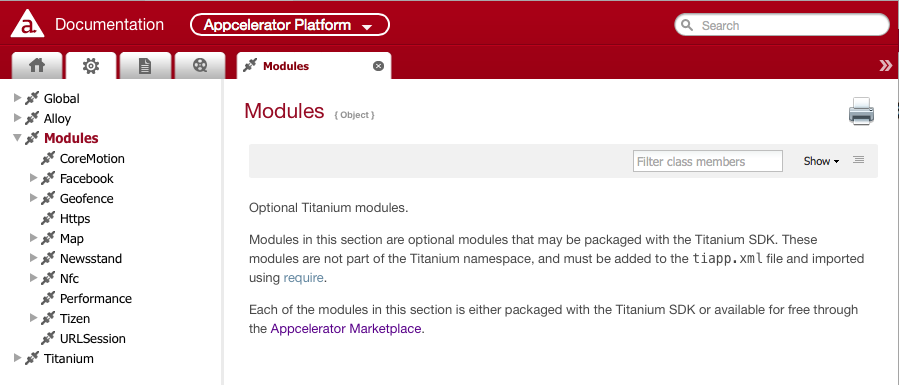 a Documentation Appcelerator Platform Search
Modules
Global
Alloy
Modules
CoreMotion
Facebook
Geofence
Https
Map
Newsstand
Nfc
Performance
Tizen
URLSession
Titanium
Modules { Object }
Filter class members Show
Optional Titanium modules.
Modules in this section are optional modules that may be packaged with the Titanium SDK. These
modules are not part of the Titanium namespace, and must be added to the tiapp.xml file and imported
using require.
Each of the modules in this section is either packaged with the Titanium SDK or available for free through
the Appcelerator Marketplace.